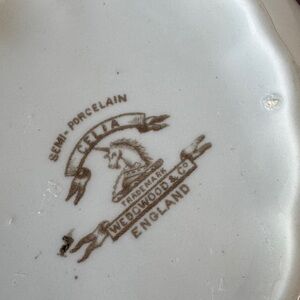 SEMI-PORCELAIN
CELIA
TRADEMARK
WEDGWOOD & CO
ENGLAND